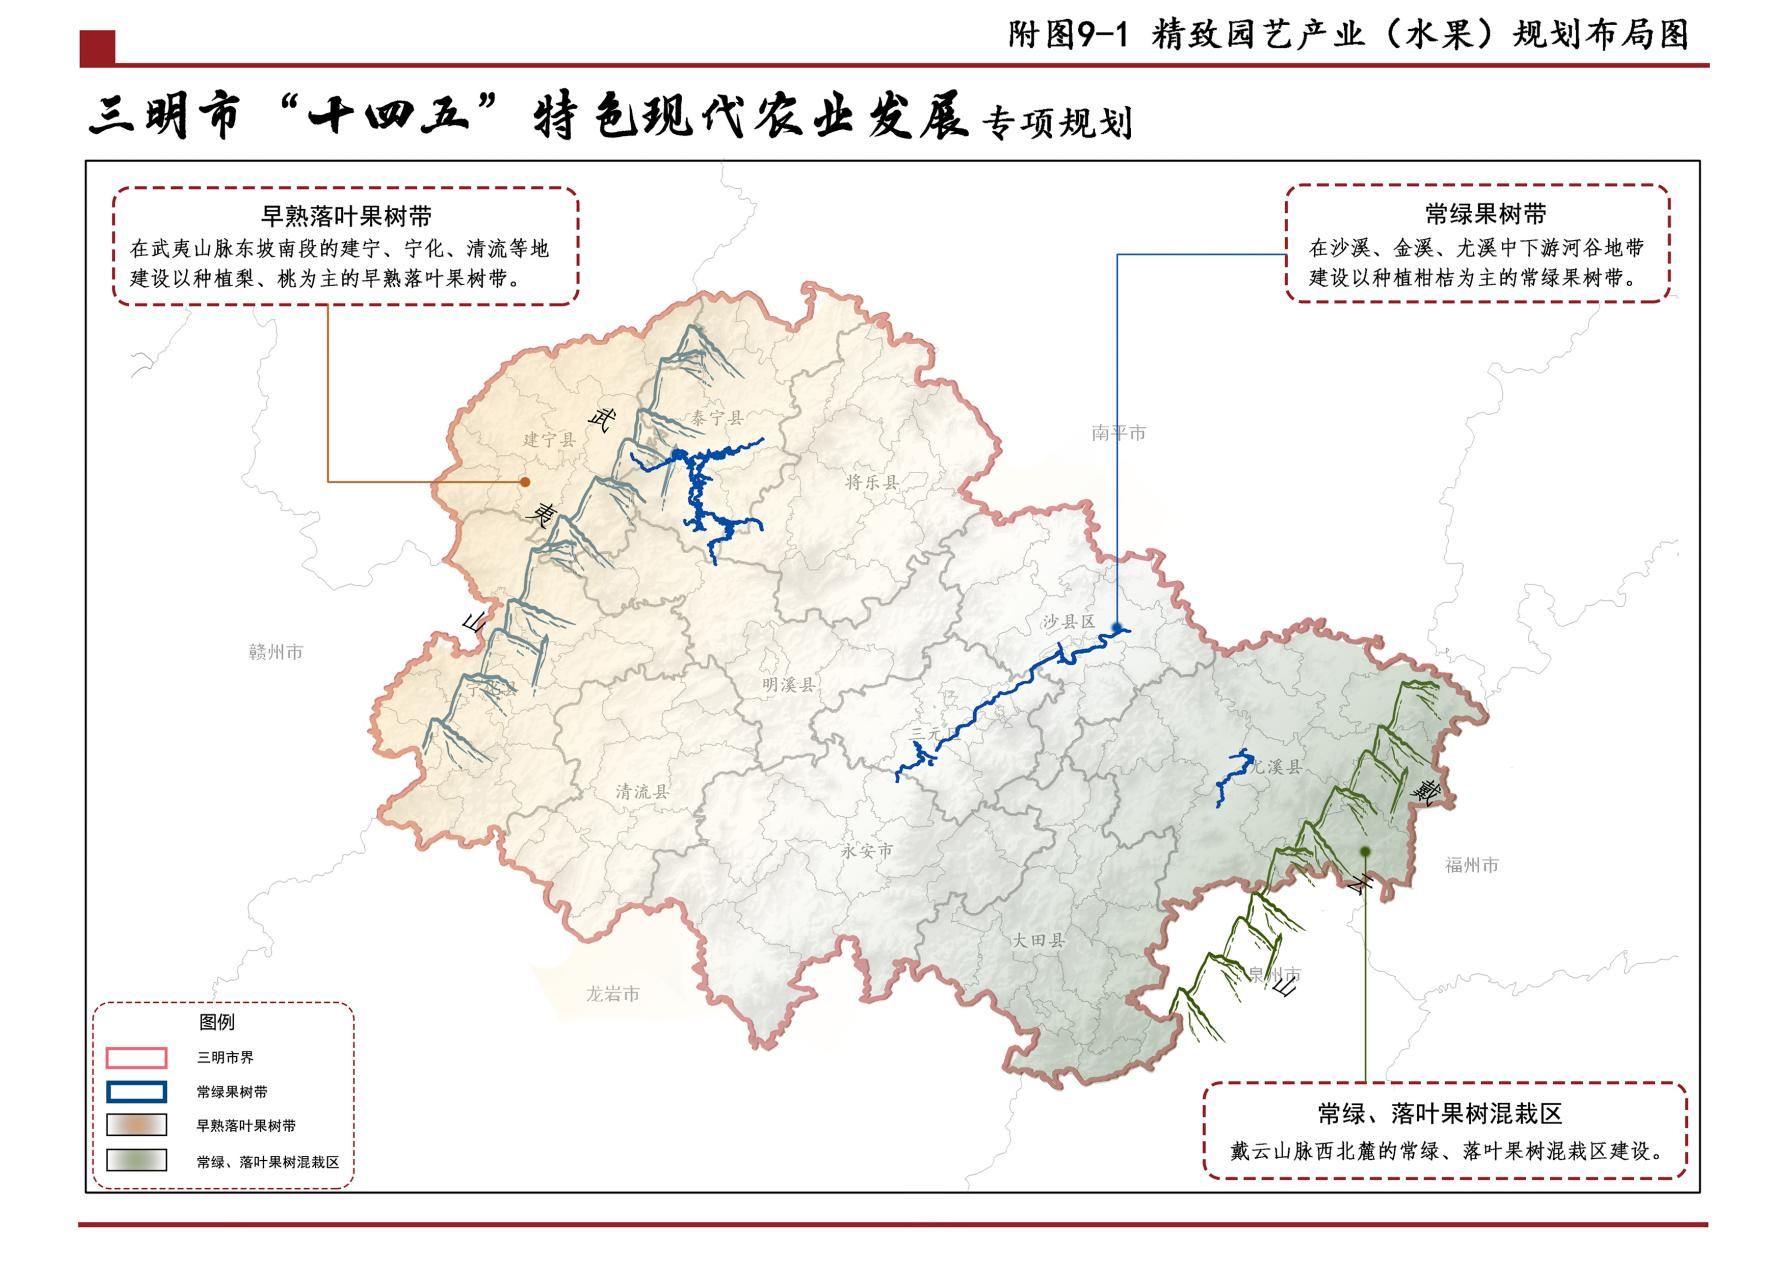 附图9-1 精致园艺产业（水果）规划布局图
三明市“十四五”特色现代农业发展专项规划
早熟落叶果树带
在武夷山脉东坡南段的建宁、宁化、清流等地
建设以种植梨、桃为主的早熟落叶果树带。
常绿果树带
在沙溪、金溪、尤溪中下游河谷地带
建设以种植柑桔为主的常绿果树带。
武
夷
山
泰宁县
建宁县
将乐县
南平市
沙县区
赣州市
宁化县
明溪县
三元区
清流县
尤溪县
永安市
戴
云
山
福州市
大田县
泉州市
龙岩市
图例
三明市界
常绿果树带
早熟落叶果树带
常绿、落叶果树混栽区
常绿、落叶果树混栽区
戴云山脉西北麓的常绿、落叶果树混栽区建设。